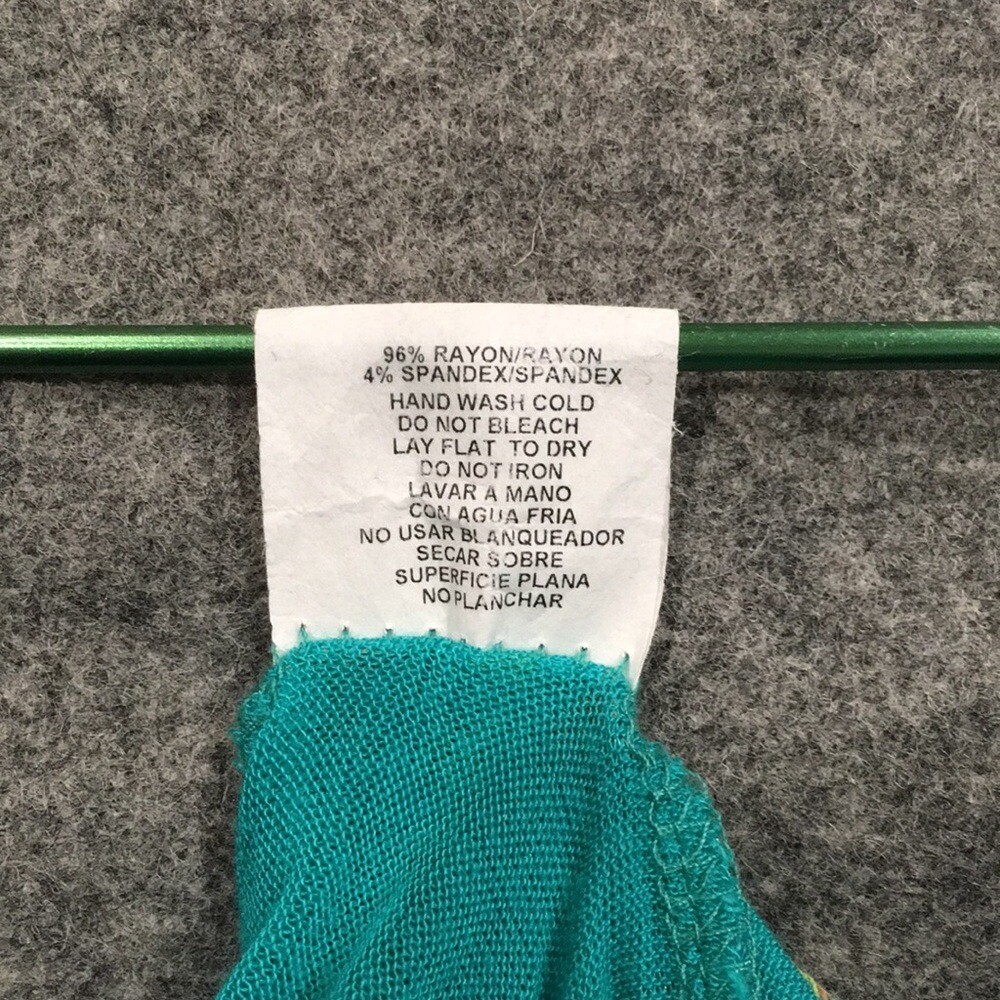 96% RAYON/RAYON
4% SPANDEX/SPANDEX
HAND WASH COLD
DO NOT BLEACH
LAY FLAT TO DRY
DO NOT IRON
LAVAR A MANO
CON AGUA FRIA
NO USAR BLANQUEADOR
SECAR SOBRE
SUPERFICIE PLANA
NO PLANCHAR